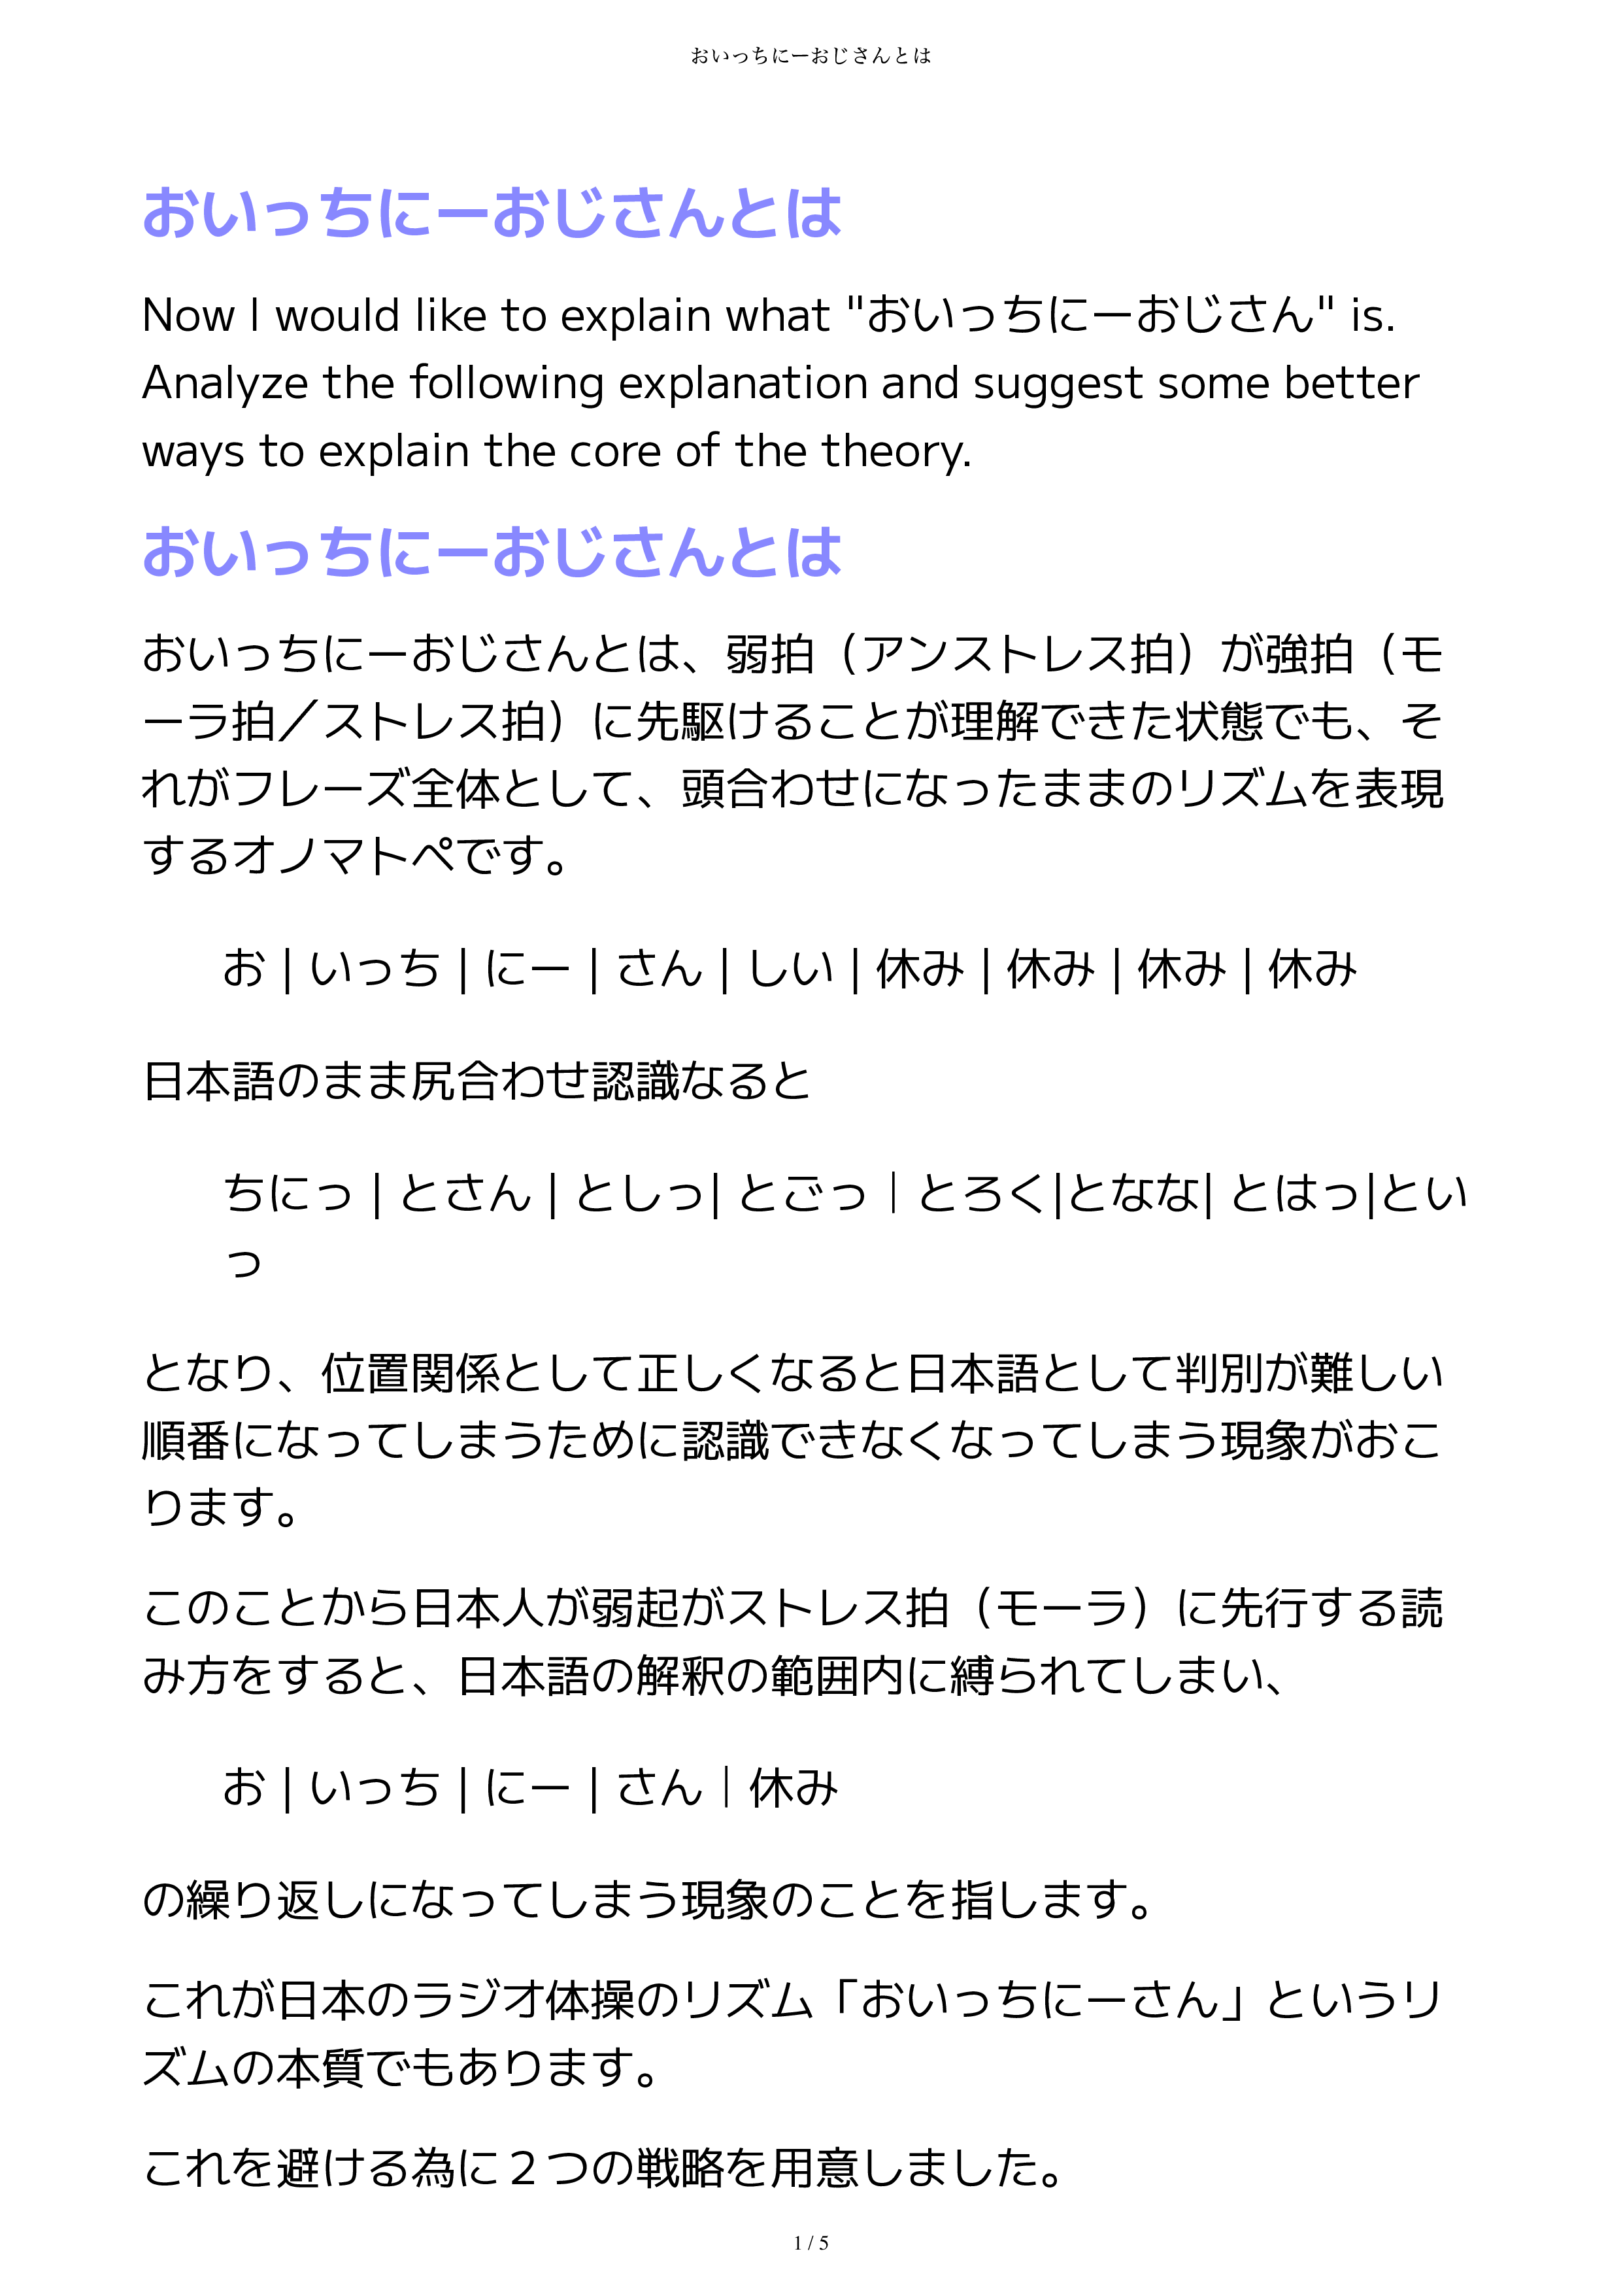 おいっちにーおじさんとは
おいっちにーおじさんとは
Now I would like to explain what "おいっちにーおじさん" is.
Analyze the following explanation and suggest some better
ways to explain the core of the theory.
おいっちにーおじさんとは
おいっちにーおじさんとは、弱拍（アンストレス拍）が強拍（モ
ーラ拍／ストレス拍）に先駆けることが理解できた状態でも、そ
れがフレーズ全体として、頭合わせになったままのリズムを表現
するオノマトペです。
お | いっち | にー | さん | しい | 休み | 休み | 休み | 休み
日本語のまま尻合わせ認識なると
ちにっ | とさん | としっ| とごっ｜とろく|となな| とはっ|とい
っ
となり、位置関係として正しくなると日本語として判別が難しい
順番になってしまうために認識できなくなってしまう現象がおこ
ります。
このことから日本人が弱起がストレス拍（モーラ）に先行する読
み方をすると、日本語の解釈の範囲内に縛られてしまい、
お | いっち | にー | さん｜休み
の繰り返しになってしまう現象のことを指します。
これが日本のラジオ体操のリズム「おいっちにーさん」というリ
ズムの本質でもあります。
これを避ける為に２つの戦略を用意しました。
1 / 5